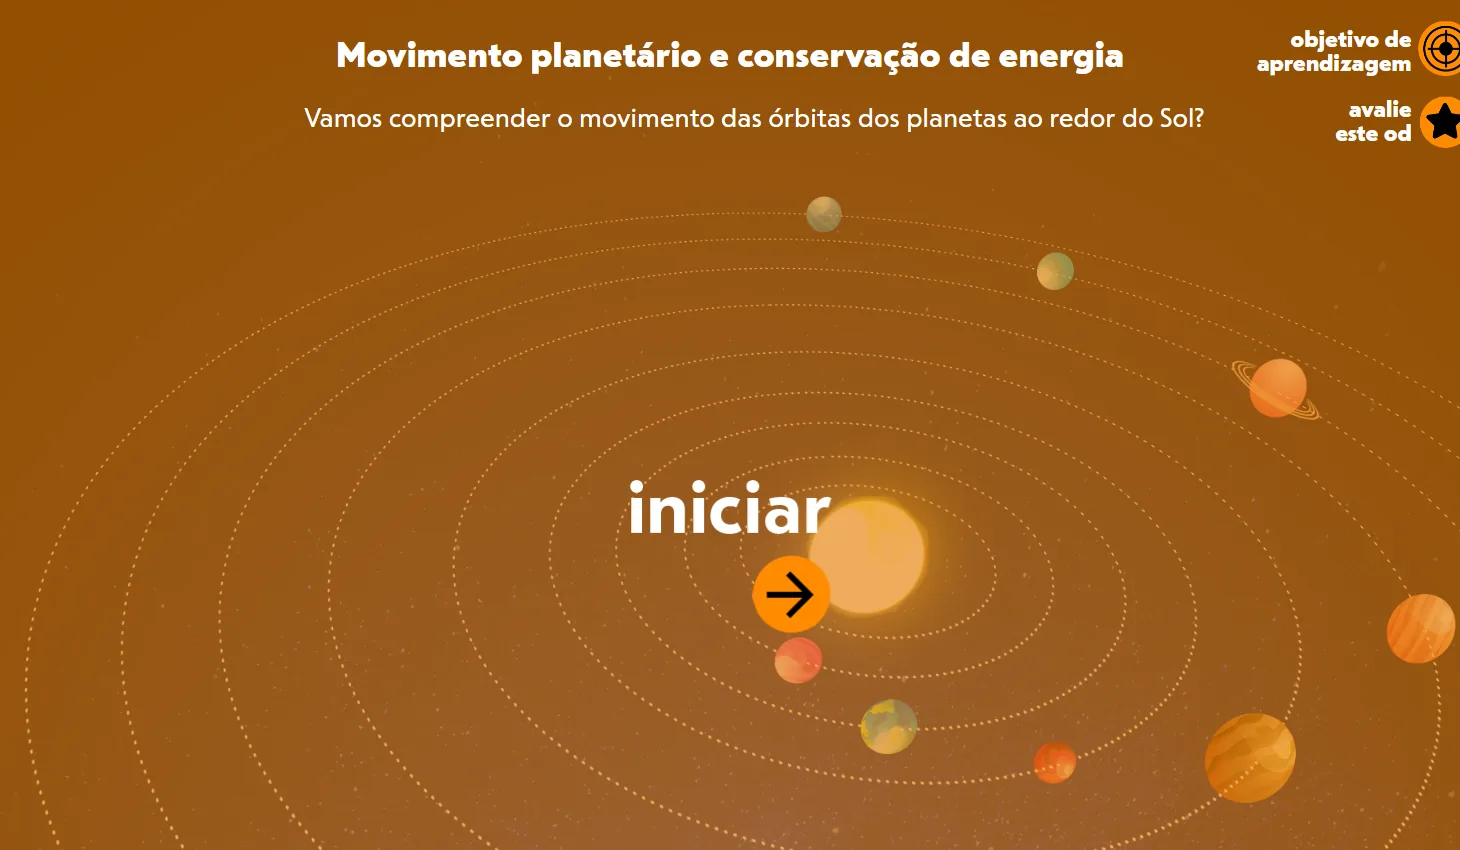 Movimento planetário e conservação de energia
Vamos compreender o movimento das órbitas dos planetas ao redor do Sol?
objetivo de
aprendizagem
avalie
este od
iniciar